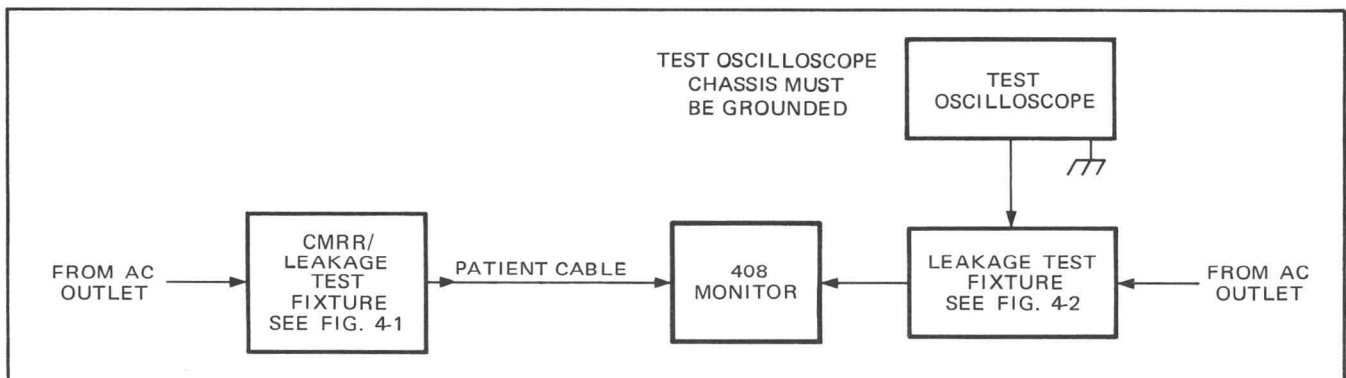 TEST OSCILLOSCOPE
CHASSIS MUST
BE GROUNDED
TEST
OSCILLOSCOPE
FROM AC
OUTLET
CMRR/
LEAKAGE
TEST
FIXTURE
SEE FIG. 4-1
PATIENT CABLE
408
MONITOR
LEAKAGE TEST
FIXTURE
SEE FIG. 4-2
FROM AC
OUTLET